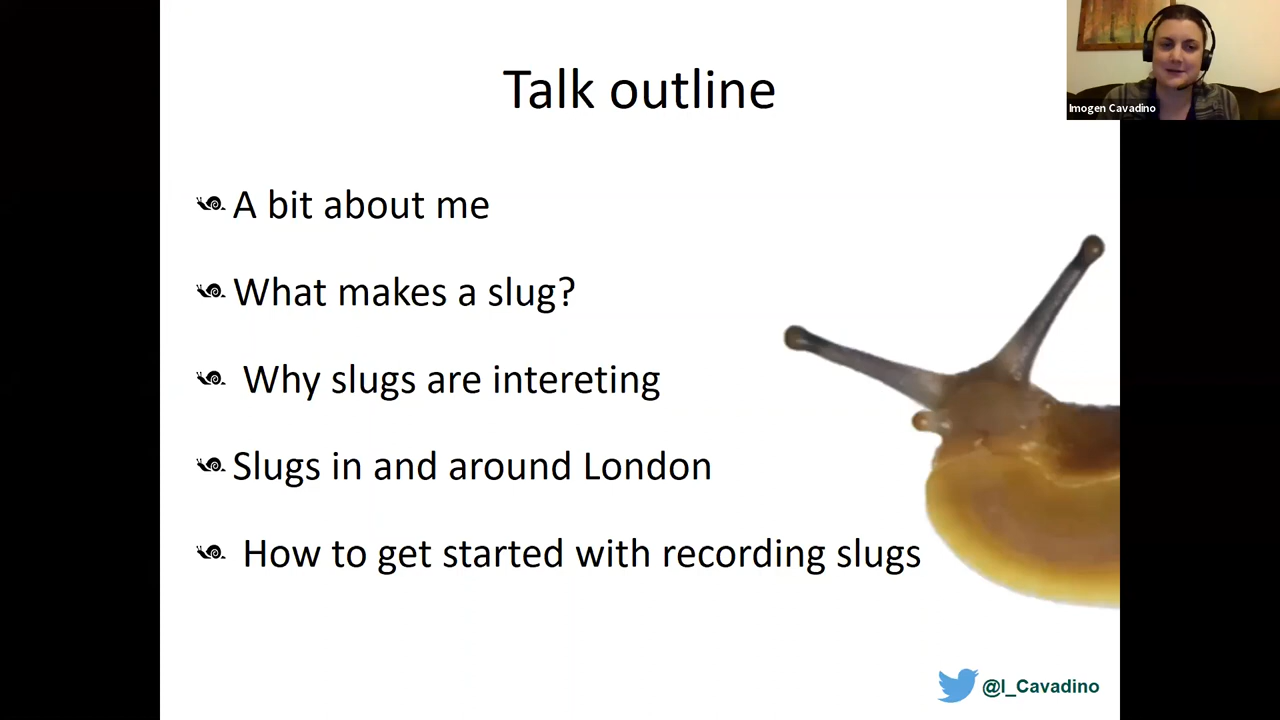 Talk outline
Imogen Cavadino
A bit about me
What makes a slug?
Why slugs are intereting
Slugs in and around London
How to get started with recording slugs
@I_Cavadino